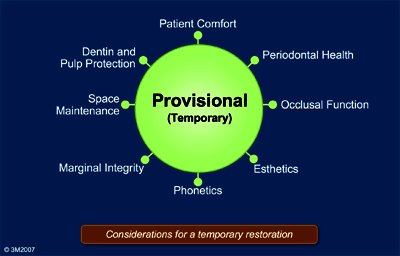 Patient Comfort
Dentin and
Pulp Protection
Periodontal Health
Space
Maintenance
Provisional
(Temporary)
Occlusal Function
Marginal Integrity
Esthetics
Phonetics
Considerations for a temporary restoration
© 3M2007